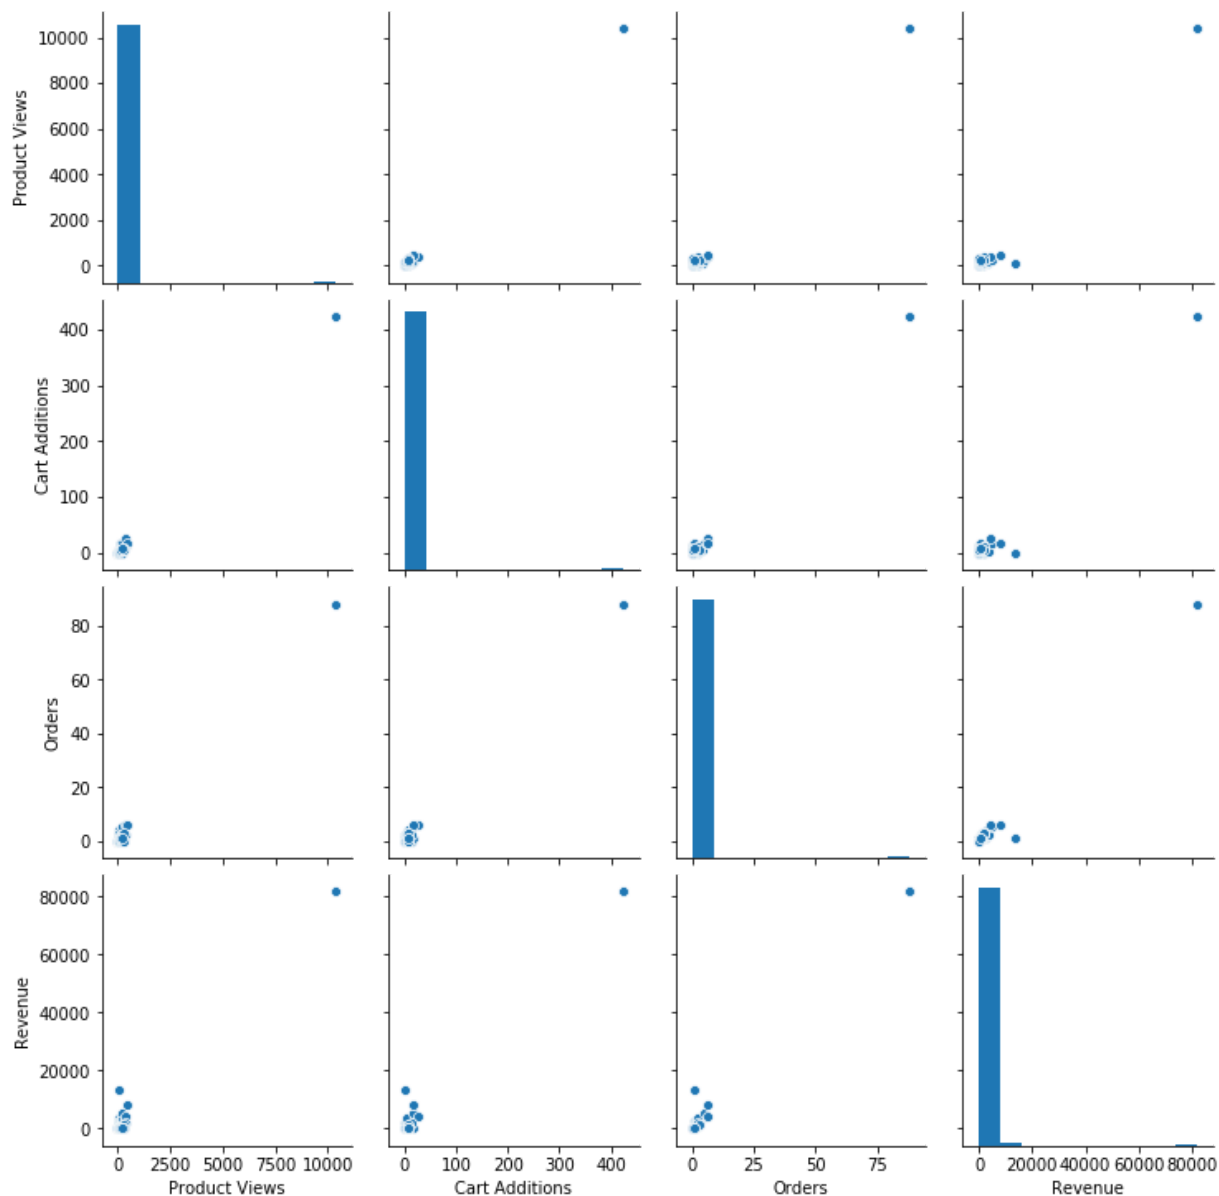 10000
8000
6000
4000
2000
0
Product Views
400
300
200
100
0
Cart Additions
80
60
40
20
0
Orders
80000
60000
40000
20000
0
Revenue
0 2500 5000 7500 10000
0 100 200 300 400
0 25 50 75
0 20000 40000 60000 80000
Product Views Cart Additions Orders Revenue